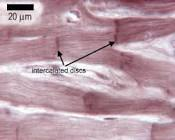 20 µm
intercalated discs